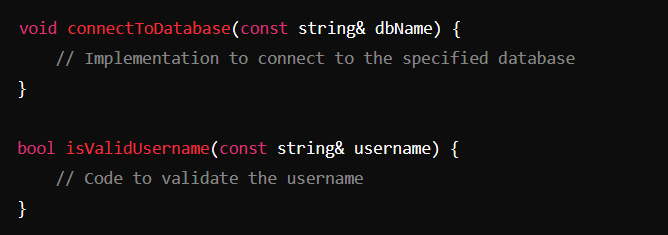 void connectToDatabase(const string& dbName) {
    // Implementation to connect to the specified database
}
bool isValidUsername(const string& username) {
    // Code to validate the username
}